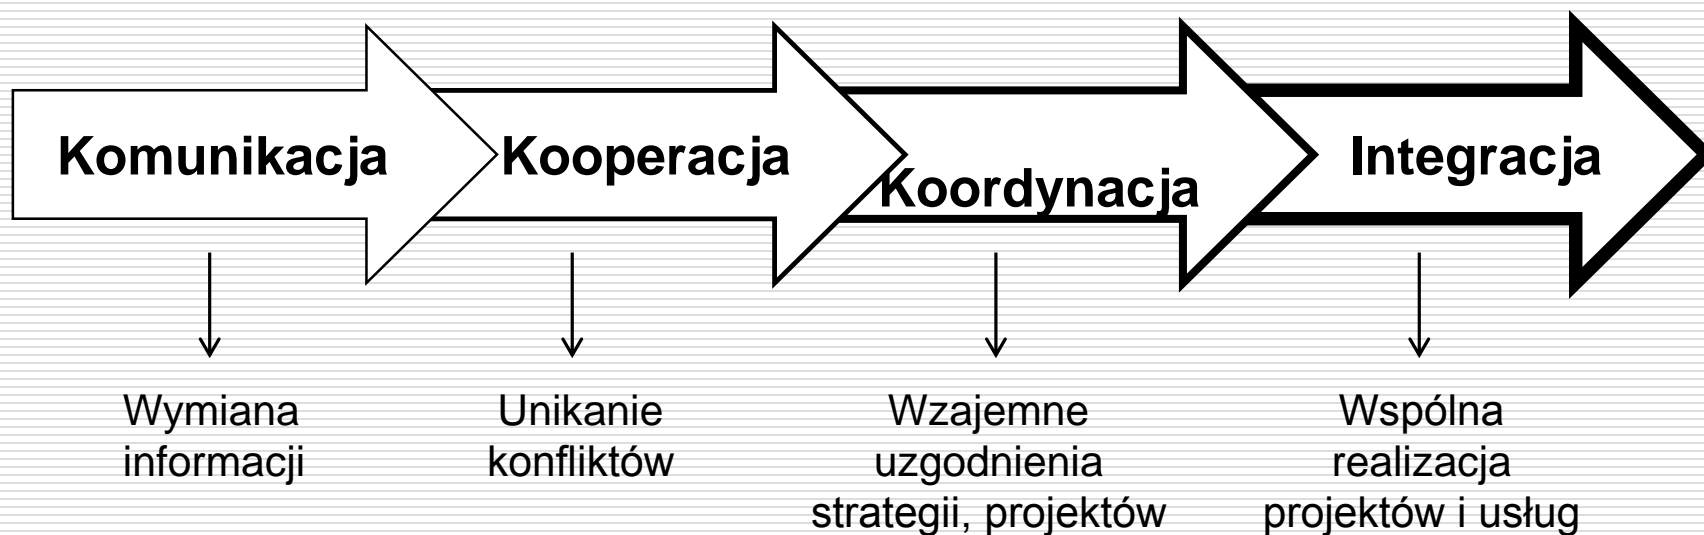 Komunikacja
Kooperacja
Koordynacja
Integracja
Wymiana
informacji
Unikanie
konfliktów
Wzajemne
uzgodnienia
strategii, projektów
Wspólna
realizacja
projektów i usług